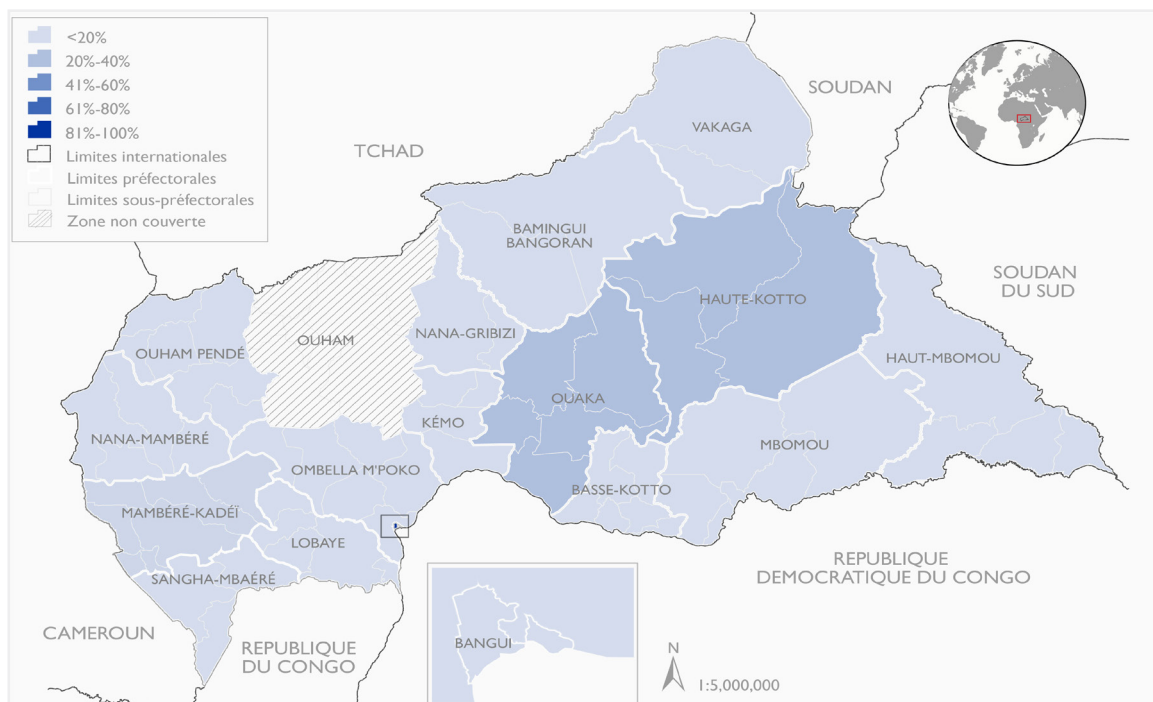 <20%
20%-40%
41%-60%
61%-80%
81%-100%
Limites internationales
Limites préfectorales
Limites sous-préfectorales
Zone non couverte
SOUDAN
TCHAD
VAKAGA
BAMINGUI
BANGORAN
SOUDAN
DU SUD
HAUTE-KOTTO
NANA-GRIBIZI
OUHAM
OUHAM PENDÉ
HAUT-MBOMOU
OUAKA
KÉMO
NANA-MAMBÉRÉ
MBOMOU
OMBELLA M'POKO
BASSE-KOTTO
MAMBÉRÉ-KADÉÏ
LOBAYE
SANGHA-MBAÉRÉ
REPUBLIQUE
DEMOCRATIQUE DU CONGO
CAMEROUN
REPUBLIQUE
DU CONGO
BANGUI
N
1:5,000,000